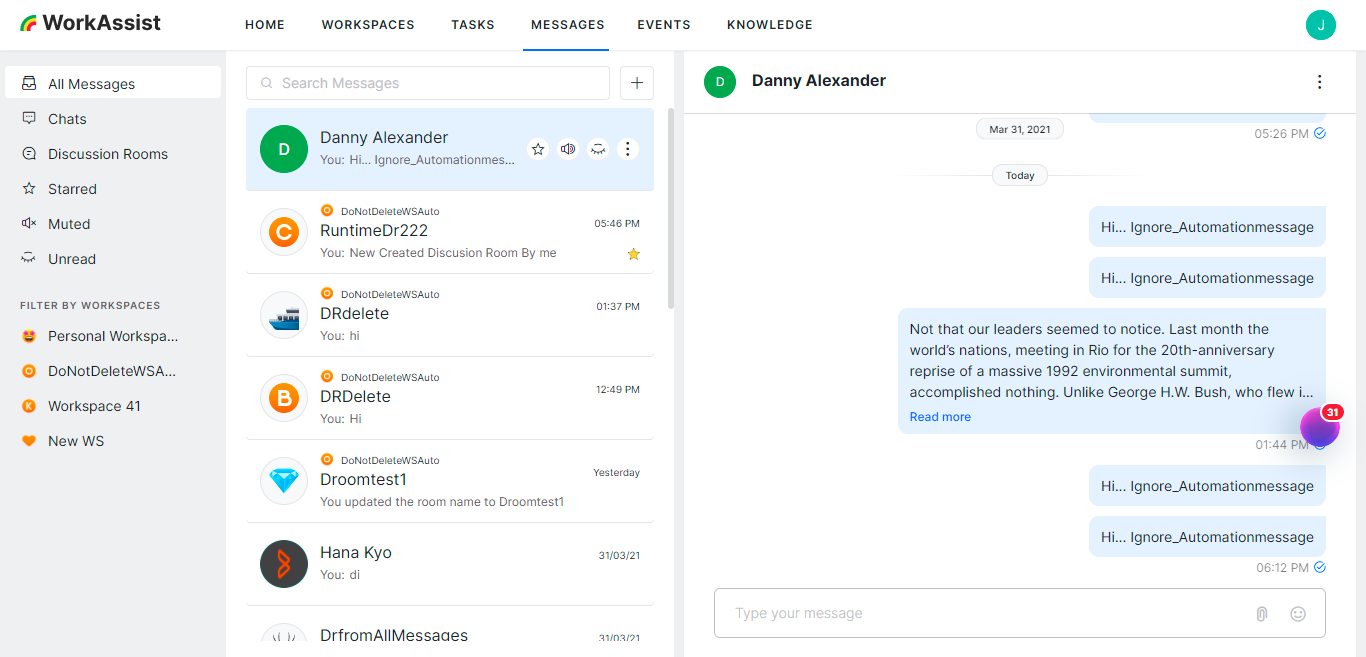 WorkAssist
HOME WORKSPACES TASKS MESSAGES EVENTS KNOWLEDGE
J
All Messages
Chats
Discussion Rooms
Starred
Muted
Unread
FILTER BY WORKSPACES
Personal Workspa...
DoNotDeleteWSA...
Workspace 41
New WS
Search Messages
D
Danny Alexander
You: Hi... Ignore_Automationmes...
C
DoNotDeleteWSAuto
RuntimeDr222
05:46 PM
You: New Created Discusion Room By me
DoNotDeleteWSAuto
DRdelete
01:37 PM
You: hi
B
DoNotDeleteWSAuto
DRDelete
12:49 PM
You: Hi
DoNotDeleteWSAuto
Droomtest1
Yesterday
You updated the room name to Droomtest1
Hana Kyo
31/03/21
You: di
DrfromAllMessages
31/03/21
D
Danny Alexander
Mar 31, 2021
05:26 PM
Today
Hi... Ignore_Automationmessage
Hi... Ignore_Automationmessage
Not that our leaders seemed to notice. Last month the
world's nations, meeting in Rio for the 20th-anniversary
reprise of a massive 1992 environmental summit,
accomplished nothing. Unlike George H.W. Bush, who flew i...
Read more
31
01:44 PM
Hi... Ignore_Automationmessage
Hi... Ignore_Automationmessage
06:12 PM
Type your message